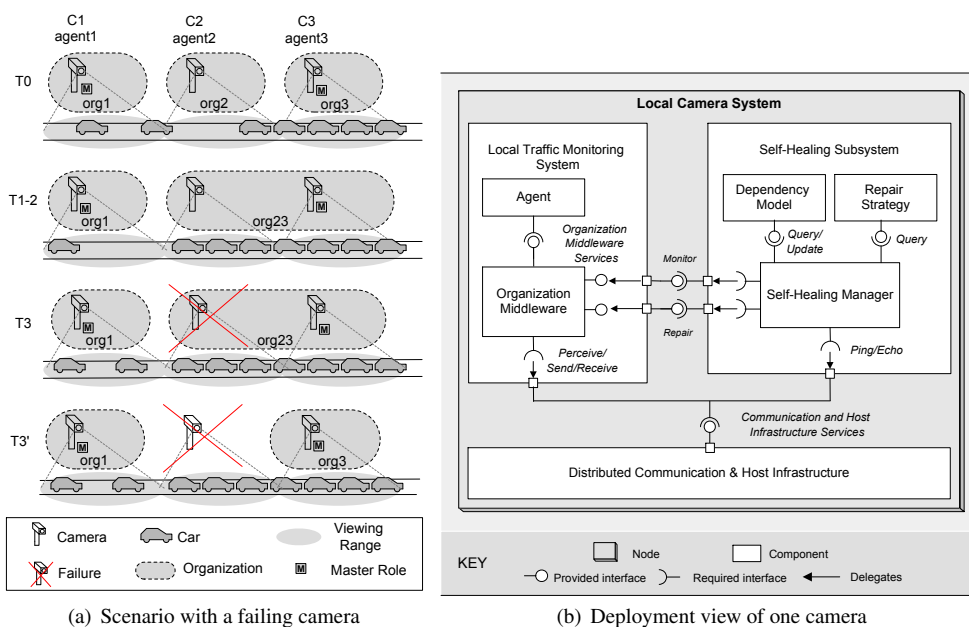 C1
agent1
C2
agent2
C3
agent3
T0
M
org1
org2
M
org3
T1-2
M
org1
org23
M
T3
M
org1
org23
M
T3'
M
org1
M
org3
Camera
Car
Viewing
Range
Failure
Organization
M
Master Role
(a) Scenario with a failing camera
Local Camera System
Local Traffic Monitoring
System
Self-Healing Subsystem
Agent
Dependency
Model
Repair
Strategy
Organization
Middleware
Services
Query/
Update
Query
Monitor
Organization
Middleware
Self-Healing Manager
Repair
Perceive/
Send/Receive
Ping/Echo
Communication and Host
Infrastructure Services
Distributed Communication & Host Infrastructure
KEY
Node
Component
Provided interface
Required interface
Delegates
(b) Deployment view of one camera